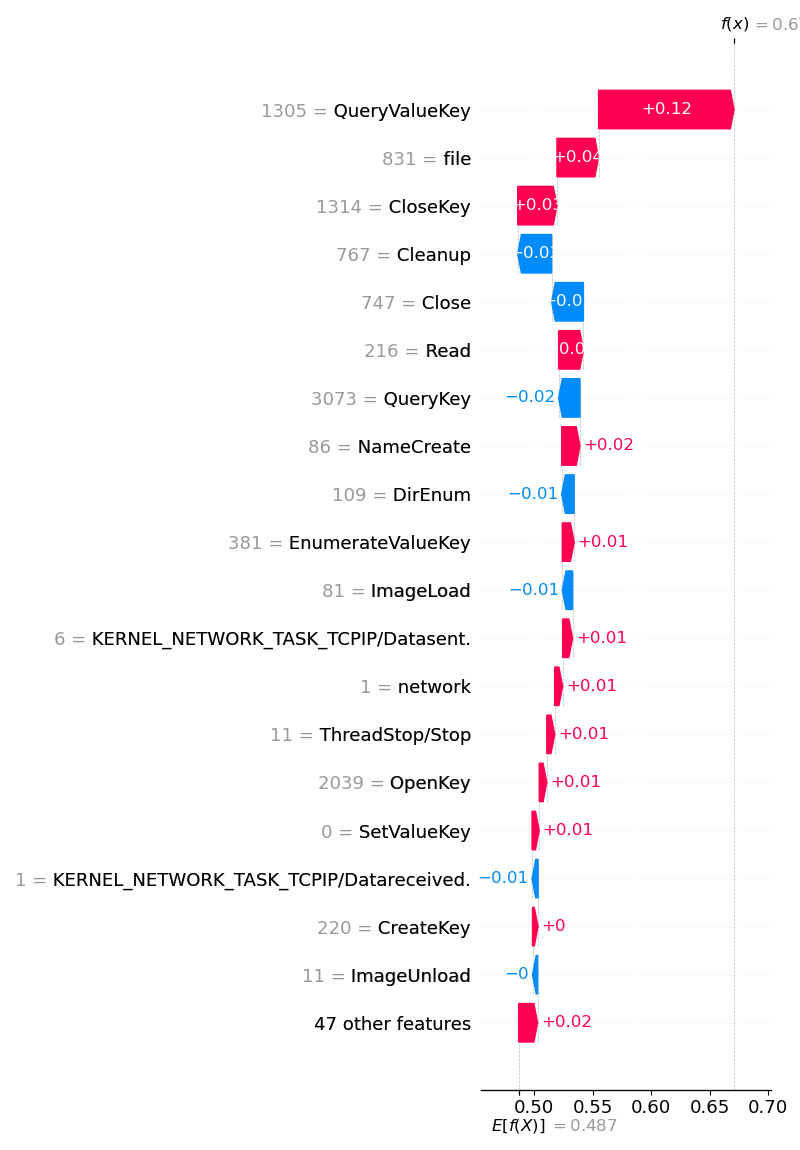 f(x) = 0.67
1305 = QueryValueKey +0.12
831 = file +0.04
1314 = CloseKey +0.03
767 = Cleanup
747 = Close
216 = Read
3073 = QueryKey −0.02
86 = NameCreate +0.02
109 = DirEnum −0.01
381 = EnumerateValueKey +0.01
81 = ImageLoad −0.01
6 = KERNEL_NETWORK_TASK_TCPIP/Datasent. +0.01
1 = network +0.01
11 = ThreadStop/Stop +0.01
2039 = OpenKey +0.01
0 = SetValueKey +0.01
1 = KERNEL_NETWORK_TASK_TCPIP/Datareceived. −0.01
220 = CreateKey +0
11 = ImageUnload −0
47 other features +0.02
0.50 0.55 0.60 0.65 0.70
E[f(X)] = 0.487